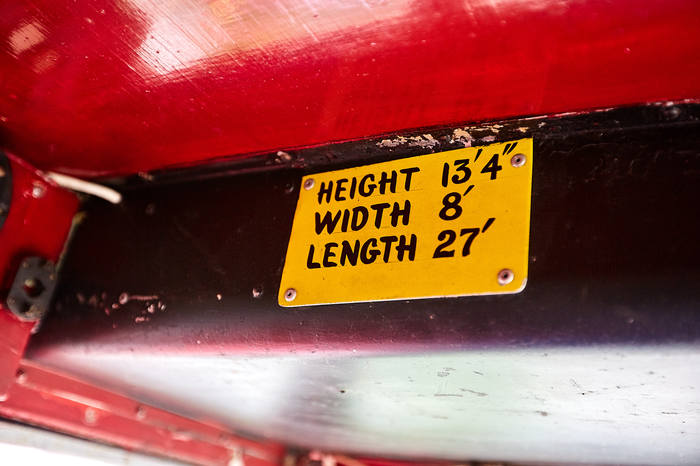 HEIGHT 13'4"
WIDTH 8'
LENGTH 27'